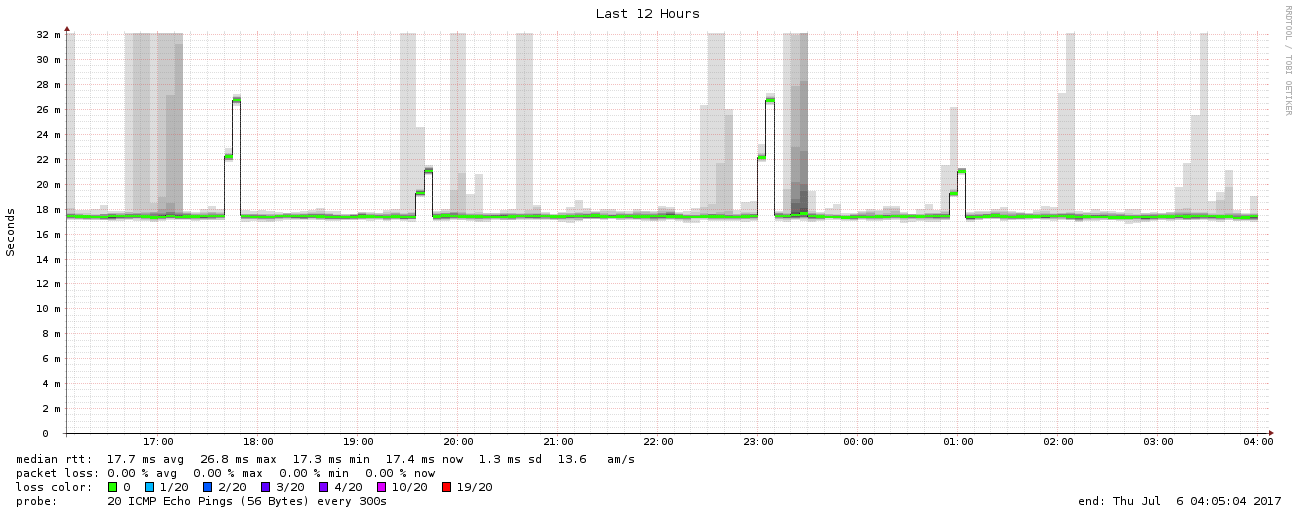 Last 12 Hours
RRDTOOL / TOBI OETIKER
Seconds
32 m
30 m
28 m
26 m
24 m
22 m
20 m
18 m
16 m
14 m
12 m
10 m
8 m
6 m
4 m
2 m
0
17:00 18:00 19:00 20:00 21:00 22:00 23:00 00:00 01:00 02:00 03:00 04:00
median rtt: 17.7 ms avg 26.8 ms max 17.3 ms min 17.4 ms now 1.3 ms sd 13.6 am/s
packet loss: 0.00 % avg 0.00 % max 0.00 % min 0.00 % now
loss color: 0 1/20 2/20 3/20 4/20 10/20 19/20
probe: 20 ICMP Echo Pings (56 Bytes) every 300s end: Thu Jul 6 04:05:04 2017